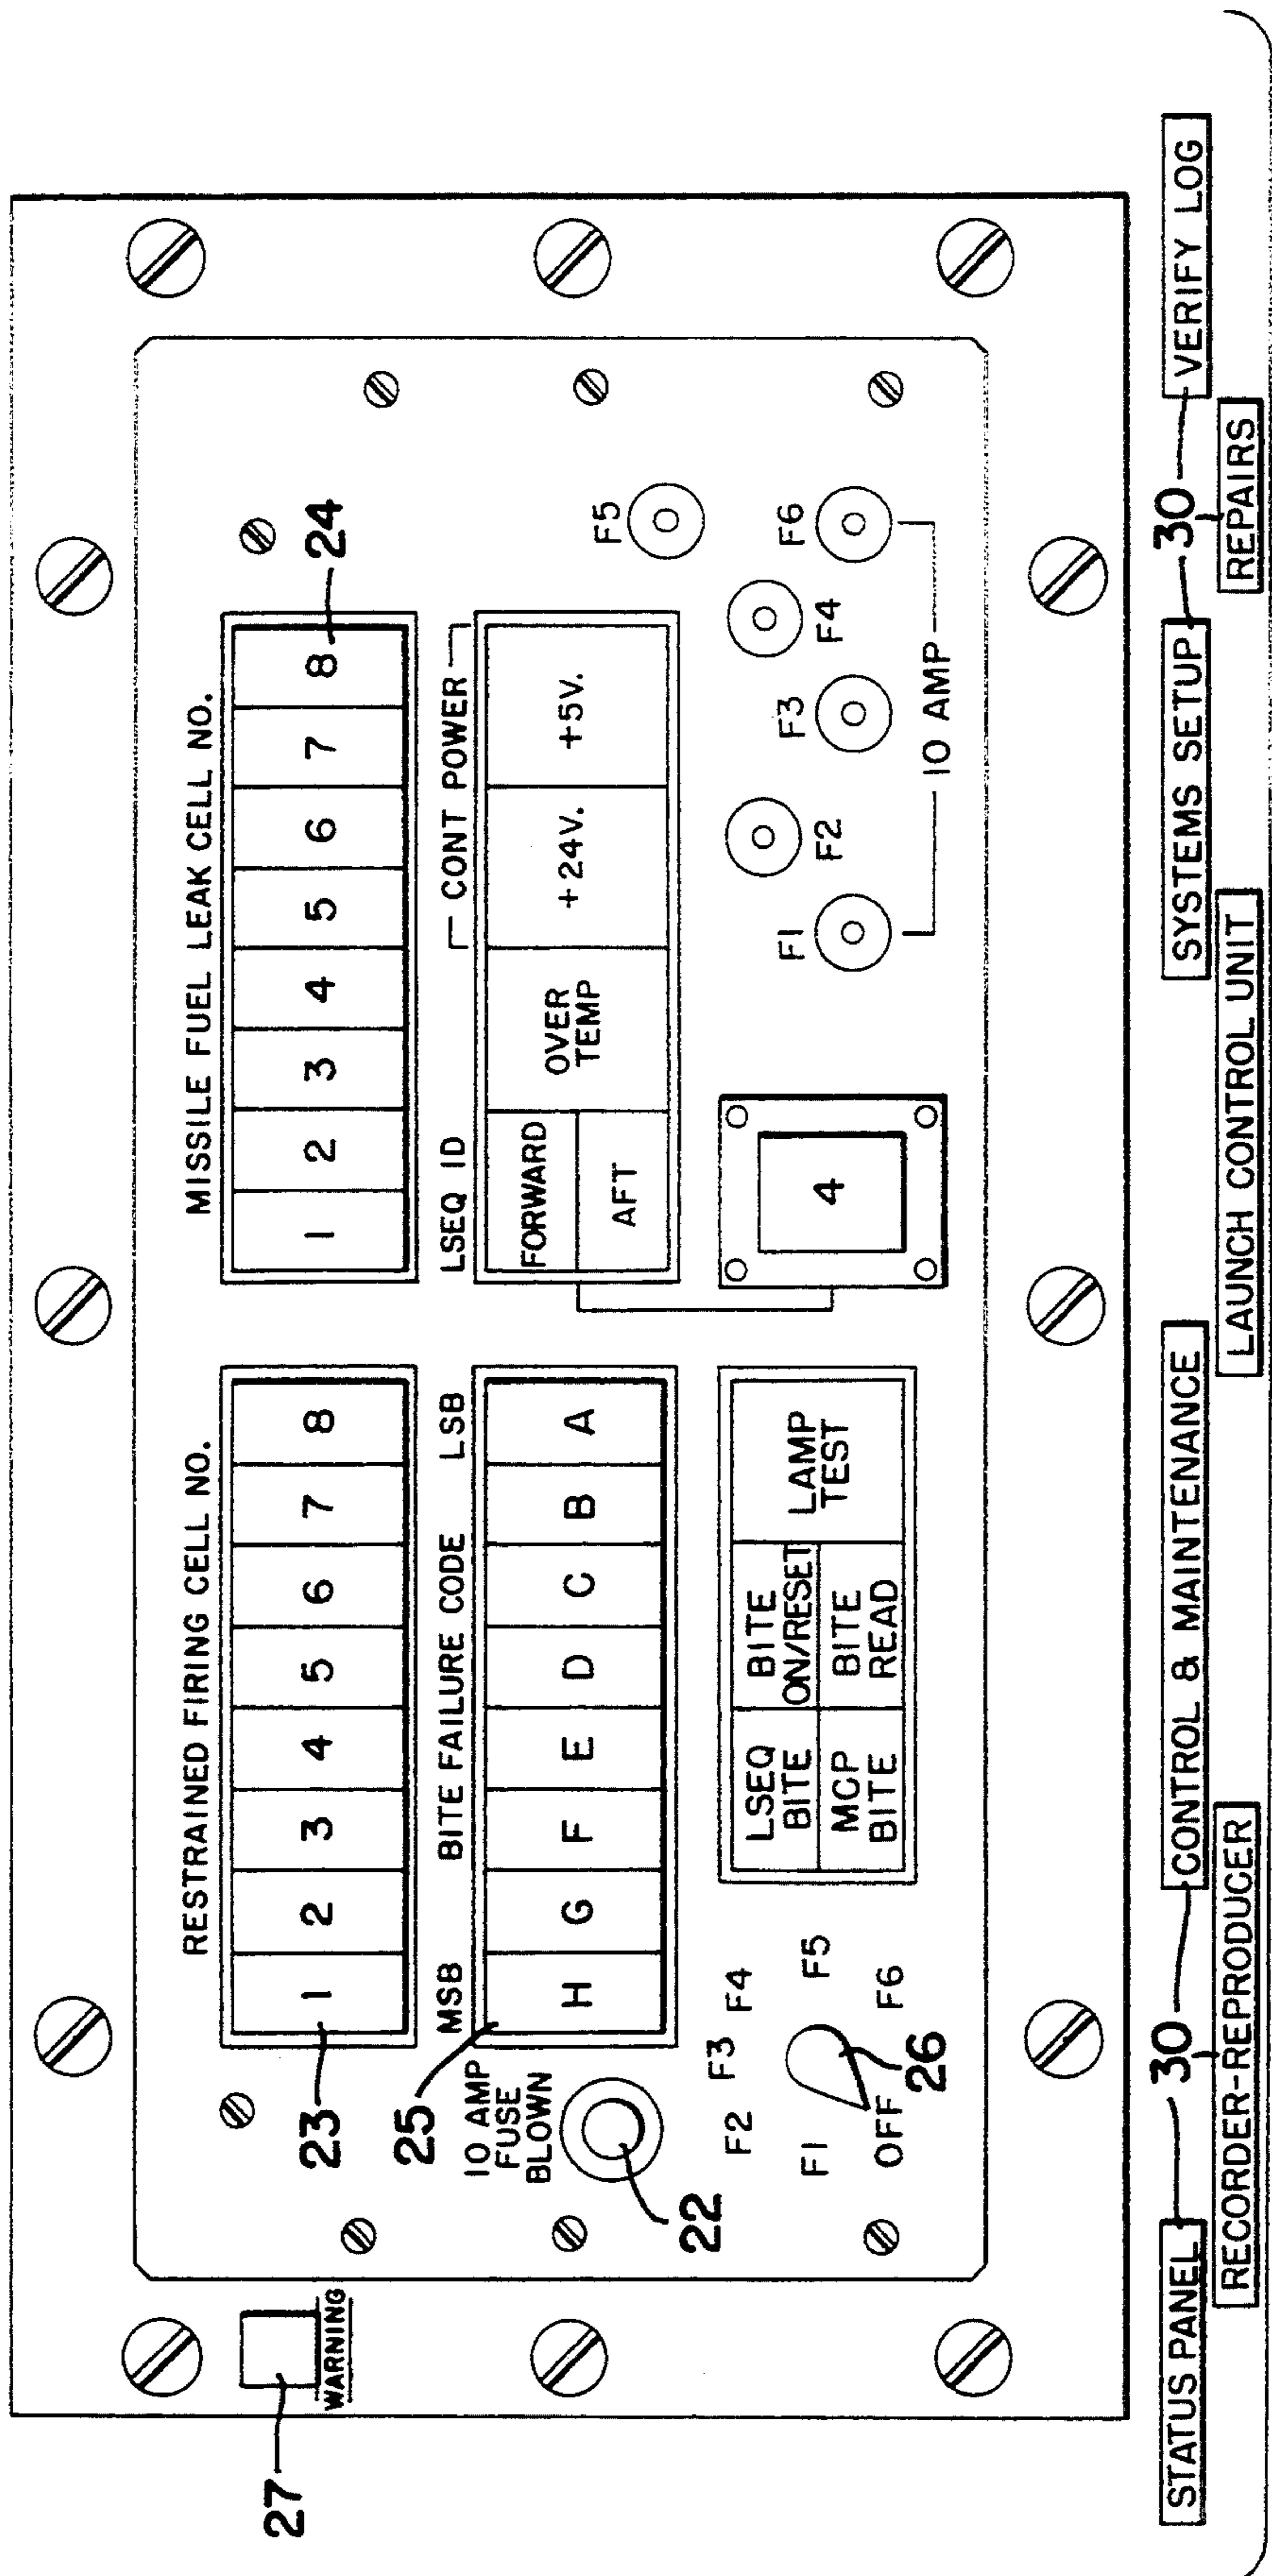 27
WARNING
RESTRAINED FIRING CELL NO.
1 2 3 4 5 6 7 8
23
MISSILE FUEL LEAK CELL NO.
1 2 3 4 5 6 7 8
24
25
MSB BITE FAILURE CODE LSB
H G F E D C B A
LSEQ ID
CONT POWER
FORWARD
AFT
OVER
TEMP
+24V.
+5V.
10 AMP
FUSE
BLOWN
22
F1
F2
F3
F4
F5
F6
OFF
26
LSEQ
BITE
BITE
ON/RESET
MCP
BITE
BITE
READ
LAMP
TEST
4
F1
F2
F3
F4
F5
F6
10 AMP
STATUS PANEL
30
CONTROL & MAINTENANCE
SYSTEMS SETUP
30
VERIFY LOG
RECORDER-REPRODUCER
LAUNCH CONTROL UNIT
REPAIRS